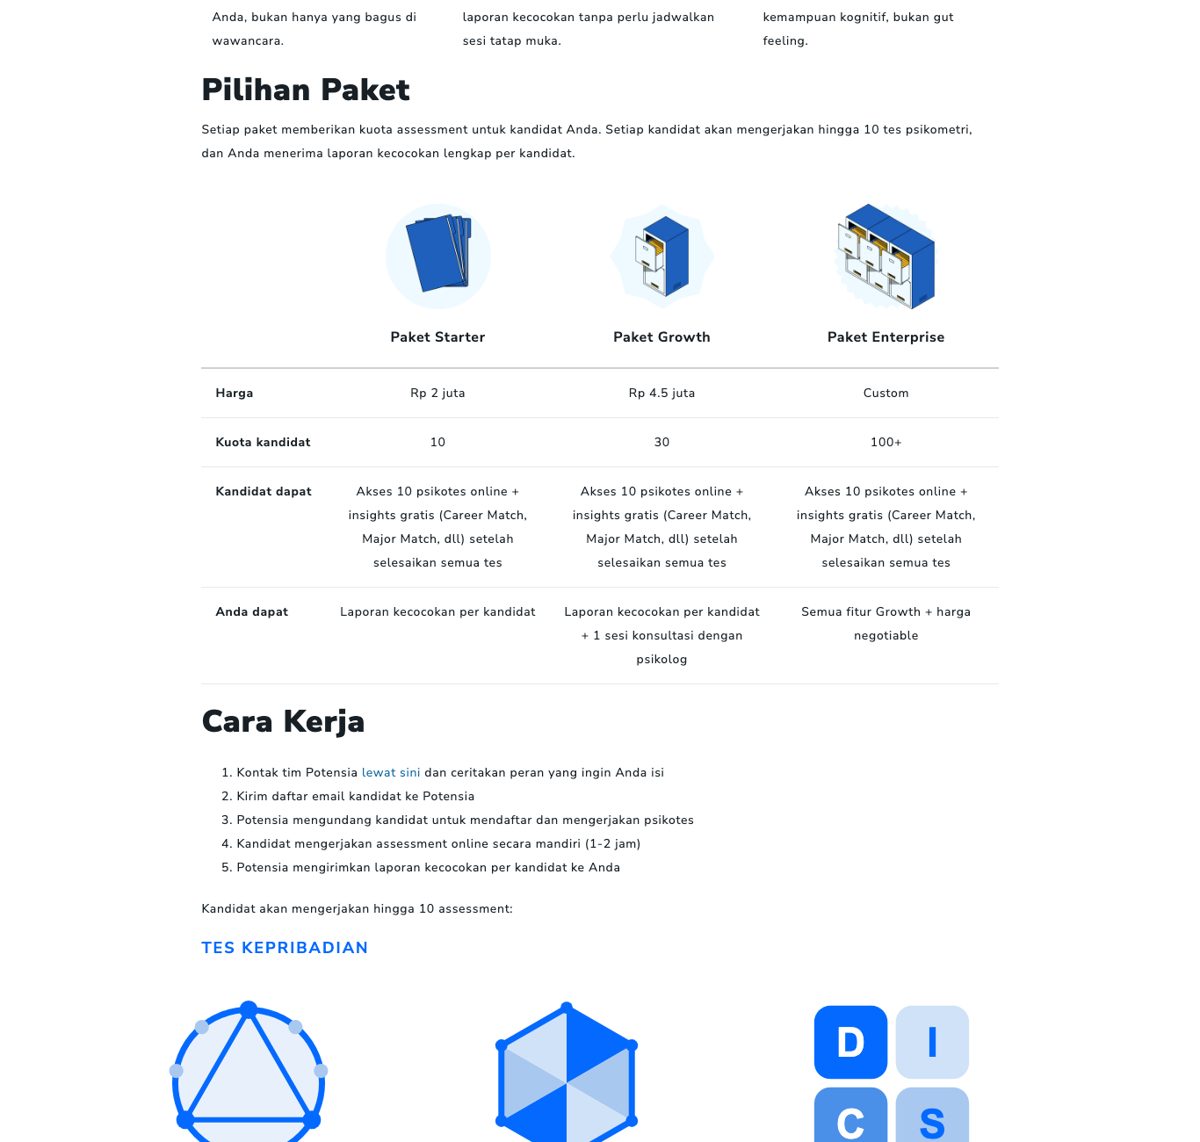 Anda, bukan hanya yang bagus di
wawancara.
laporan kecocokan tanpa perlu jadwalkan
sesi tatap muka.
kemampuan kognitif, bukan gut
feeling.
Pilihan Paket
Setiap paket memberikan kuota assessment untuk kandidat Anda. Setiap kandidat akan mengerjakan hingga 10 tes psikometri,
dan Anda menerima laporan kecocokan lengkap per kandidat.
Paket Starter
Paket Growth
Paket Enterprise
Harga
Rp 2 juta
Rp 4.5 juta
Custom
Kuota kandidat
10
30
100+
Kandidat dapat
Akses 10 psikotes online +
insights gratis (Career Match,
Major Match, dll) setelah
selesaikan semua tes
Akses 10 psikotes online +
insights gratis (Career Match,
Major Match, dll) setelah
selesaikan semua tes
Akses 10 psikotes online +
insights gratis (Career Match,
Major Match, dll) setelah
selesaikan semua tes
Anda dapat
Laporan kecocokan per kandidat
Laporan kecocokan per kandidat
+ 1 sesi konsultasi dengan
psikolog
Semua fitur Growth + harga
negotiable
Cara Kerja
1. Kontak tim Potensia lewat sini dan ceritakan peran yang ingin Anda isi
2. Kirim daftar email kandidat ke Potensia
3. Potensia mengundang kandidat untuk mendaftar dan mengerjakan psikotes
4. Kandidat mengerjakan assessment online secara mandiri (1-2 jam)
5. Potensia mengirimkan laporan kecocokan per kandidat ke Anda
Kandidat akan mengerjakan hingga 10 assessment:
TES KEPRIBADIAN
D I
C S